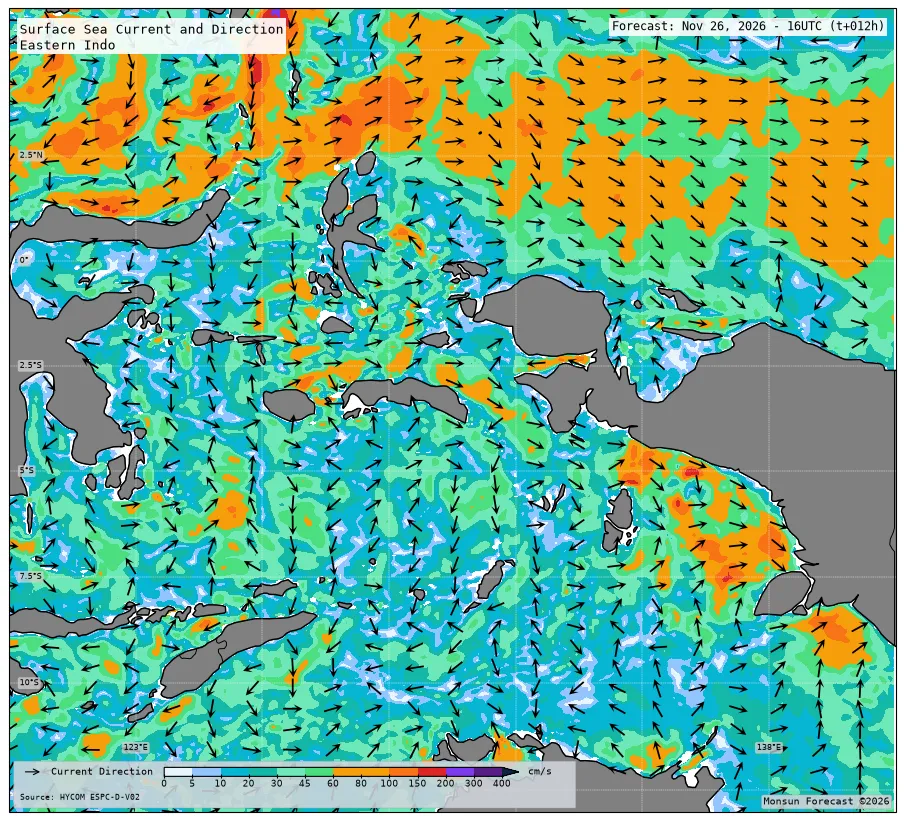 Surface Sea Current and Direction
Eastern Indo
Forecast: Nov 26, 2026 - 16UTC (t+012h)
2.5°N
0°
2.5°S
5°S
7.5°S
10°S
123°E
138°E
Current Direction
0 5 10 20 30 45 60 80 100 150 200 300 400
cm/s
Source: HYCOM ESPC-D-V02
Monsun Forecast ©2026